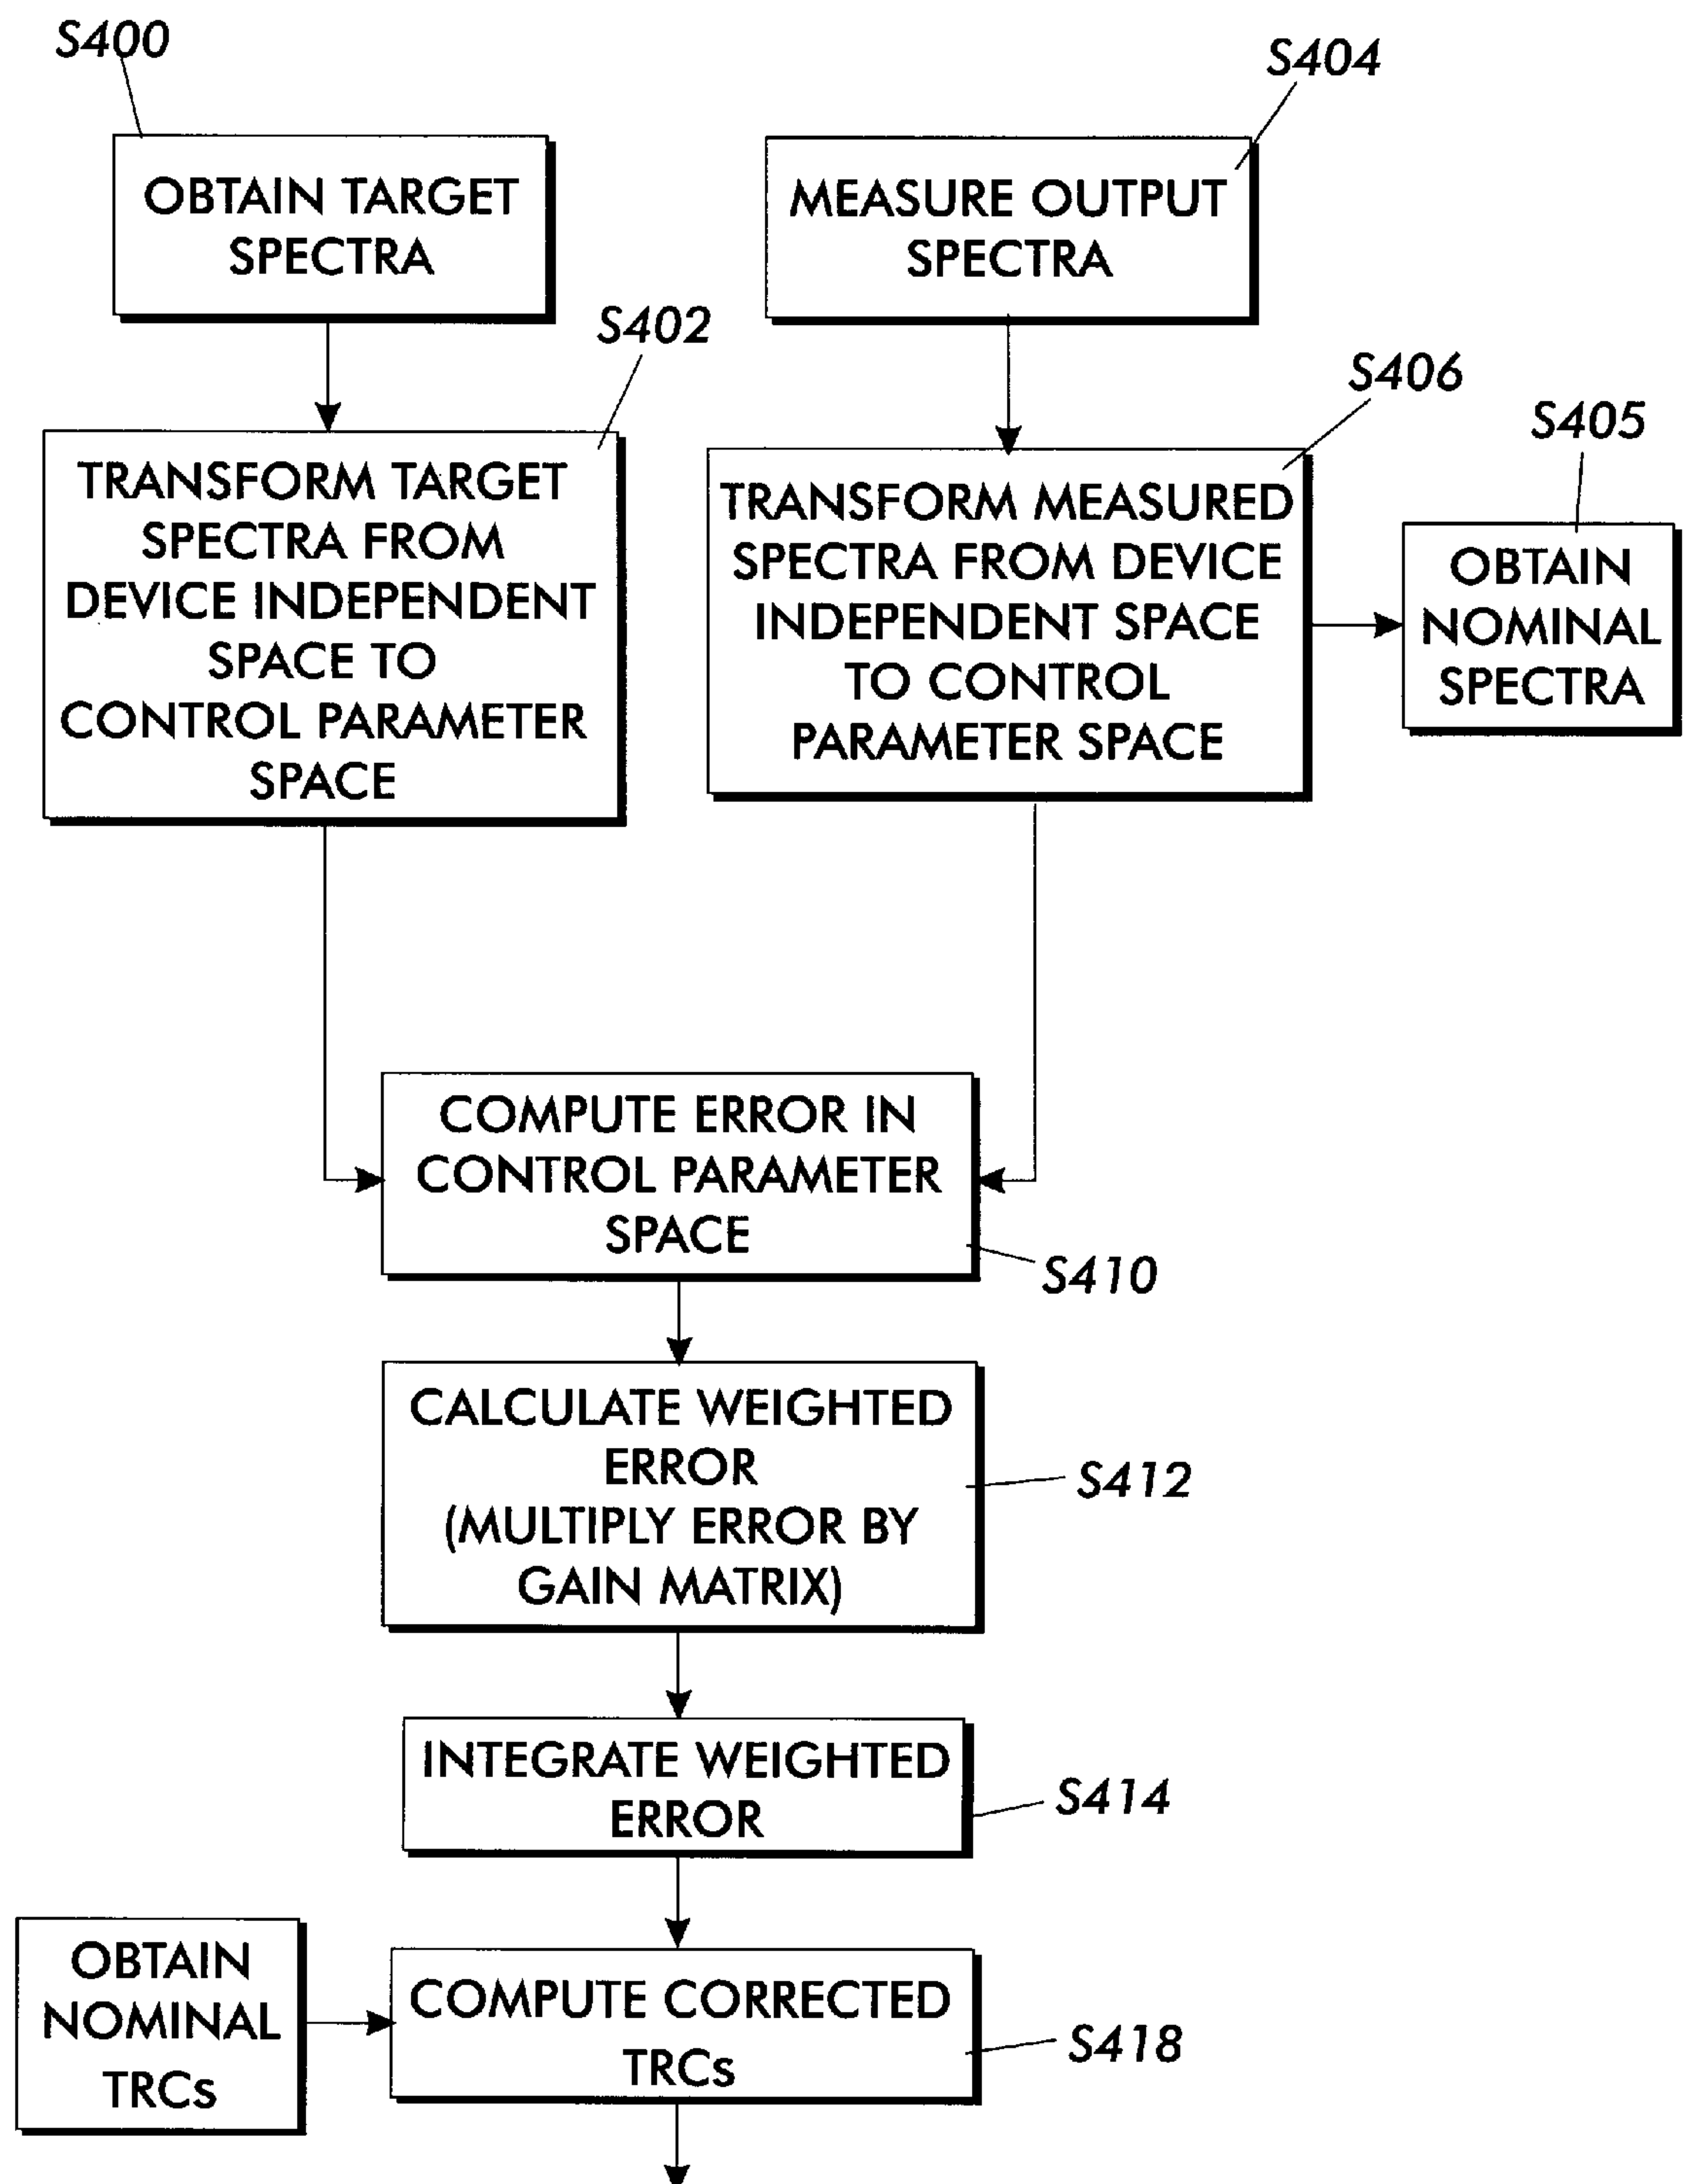 S400
S404
OBTAIN TARGET
SPECTRA
MEASURE OUTPUT
SPECTRA
S402
S406
S405
TRANSFORM TARGET
SPECTRA FROM
DEVICE INDEPENDENT
SPACE TO
CONTROL PARAMETER
SPACE
TRANSFORM MEASURED
SPECTRA FROM DEVICE
INDEPENDENT SPACE
TO CONTROL
PARAMETER SPACE
OBTAIN
NOMINAL
SPECTRA
COMPUTE ERROR IN
CONTROL PARAMETER
SPACE
S410
CALCULATE WEIGHTED
ERROR
(MULTIPLY ERROR BY
GAIN MATRIX)
S412
INTEGRATE WEIGHTED
ERROR
S414
OBTAIN
NOMINAL
TRCs
COMPUTE CORRECTED
TRCs
S418